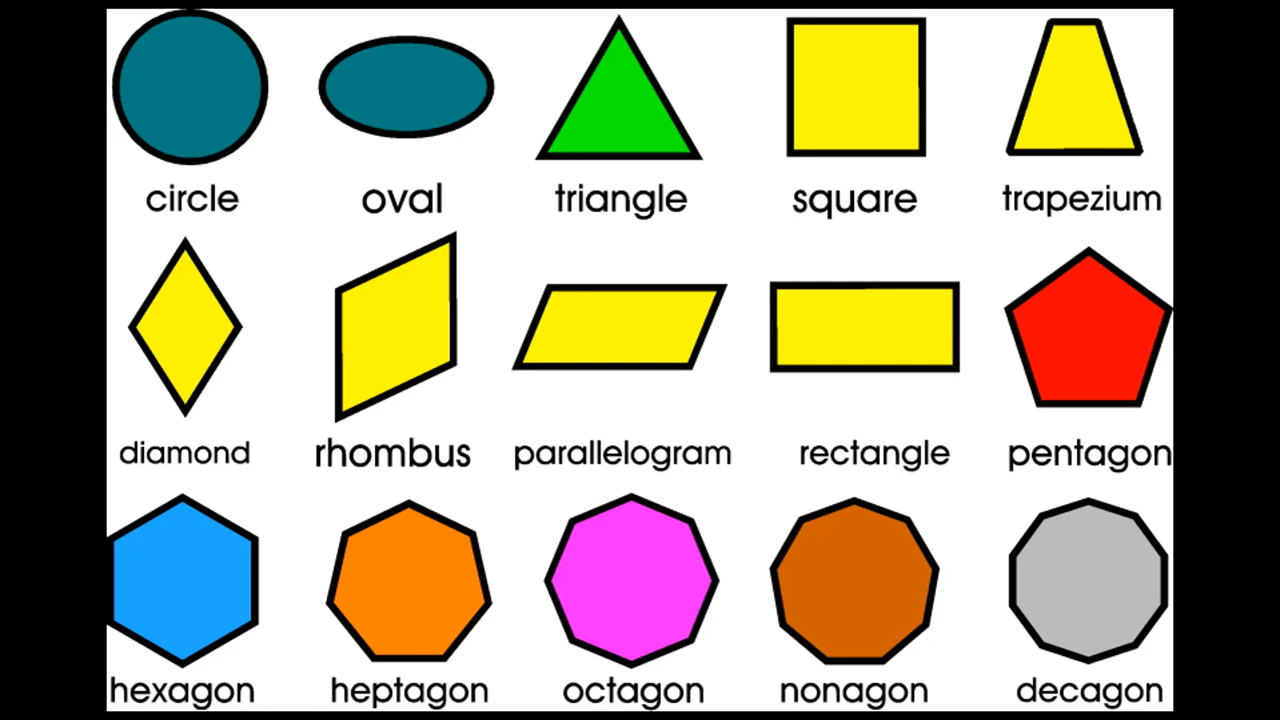 circle oval triangle square trapezium
diamond rhombus parallelogram rectangle pentagon
hexagon heptagon octagon nonagon decagon